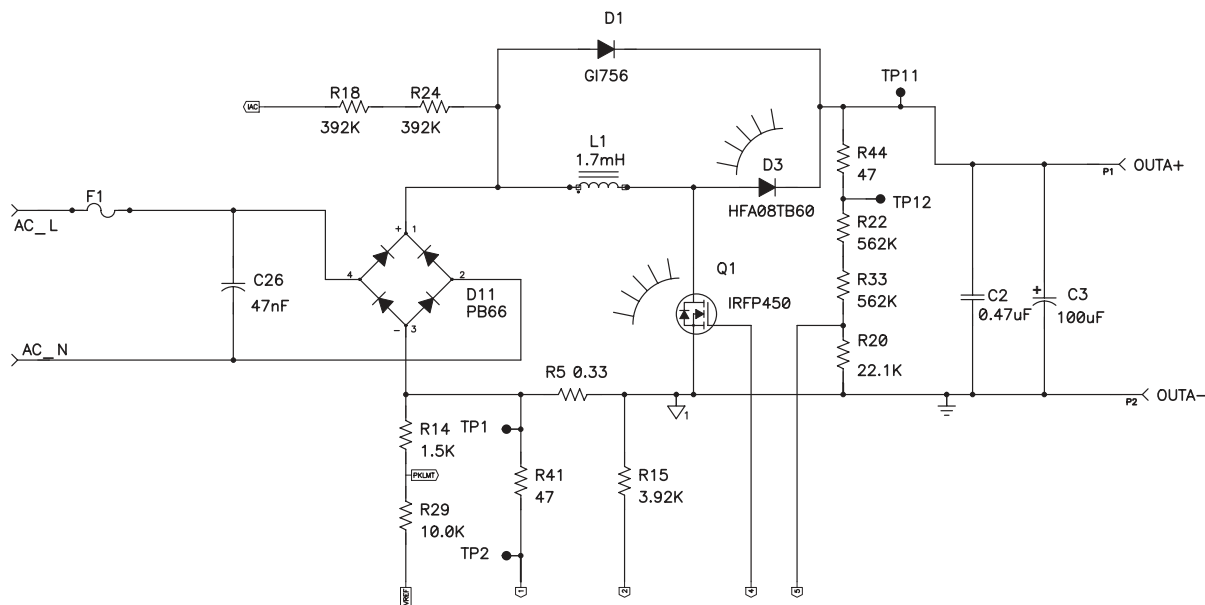 D1
GI756
TP11
IAC
R18
392K
R24
392K
L1
1.7mH
D3
HFA08TB60
R44
47
P1
OUTA+
TP12
F1
AC_L
R22
562K
+
1
4
2
D11
PB66
-
3
C26
47nF
Q1
IRFP450
R33
562K
C2
0.47uF
+
C3
100uF
AC_N
R20
22.1K
R5 0.33
1
P2
OUTA-
R14
1.5K
TP1
PKLMT
R41
47
R15
3.92K
R29
10.0K
TP2
VREF
1
2
4
5